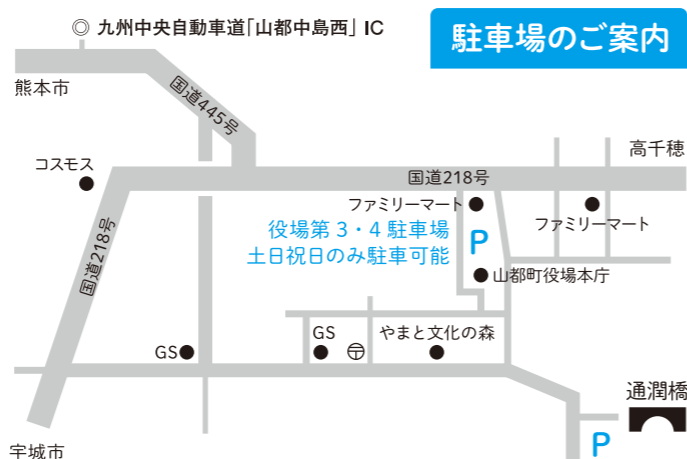 ◎ 九州中央自動車道「山都中島西」IC
駐車場のご案内
熊本市
国道445号
高千穂
コスモス
国道218号
ファミリーマート
ファミリーマート
役場第3・4駐車場
土日祝日のみ駐車可能
P
国道218号
山都町役場本庁
GS
GS
〒
やまと文化の森
通潤橋
P
宇城市